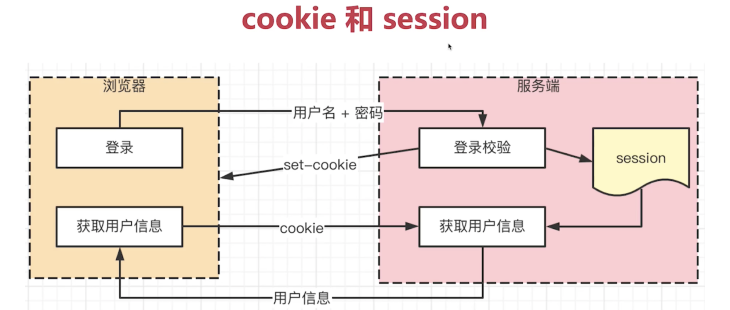 cookie 和 session
浏览器
服务端
用户名 + 密码
登录
登录校验
session
set-cookie
获取用户信息
cookie
获取用户信息
用户信息